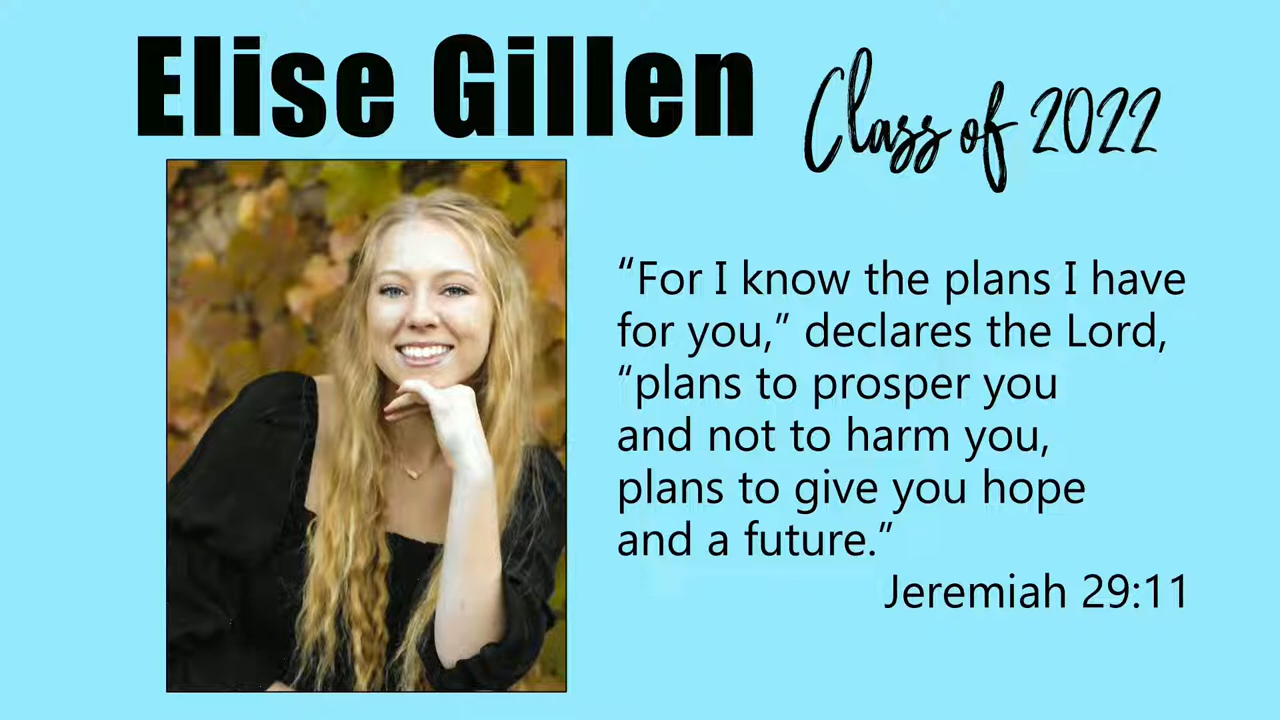 Elise Gillen
Class of 2022
“For I know the plans I have
for you,” declares the Lord,
“plans to prosper you
and not to harm you,
plans to give you hope
and a future.”
Jeremiah 29:11